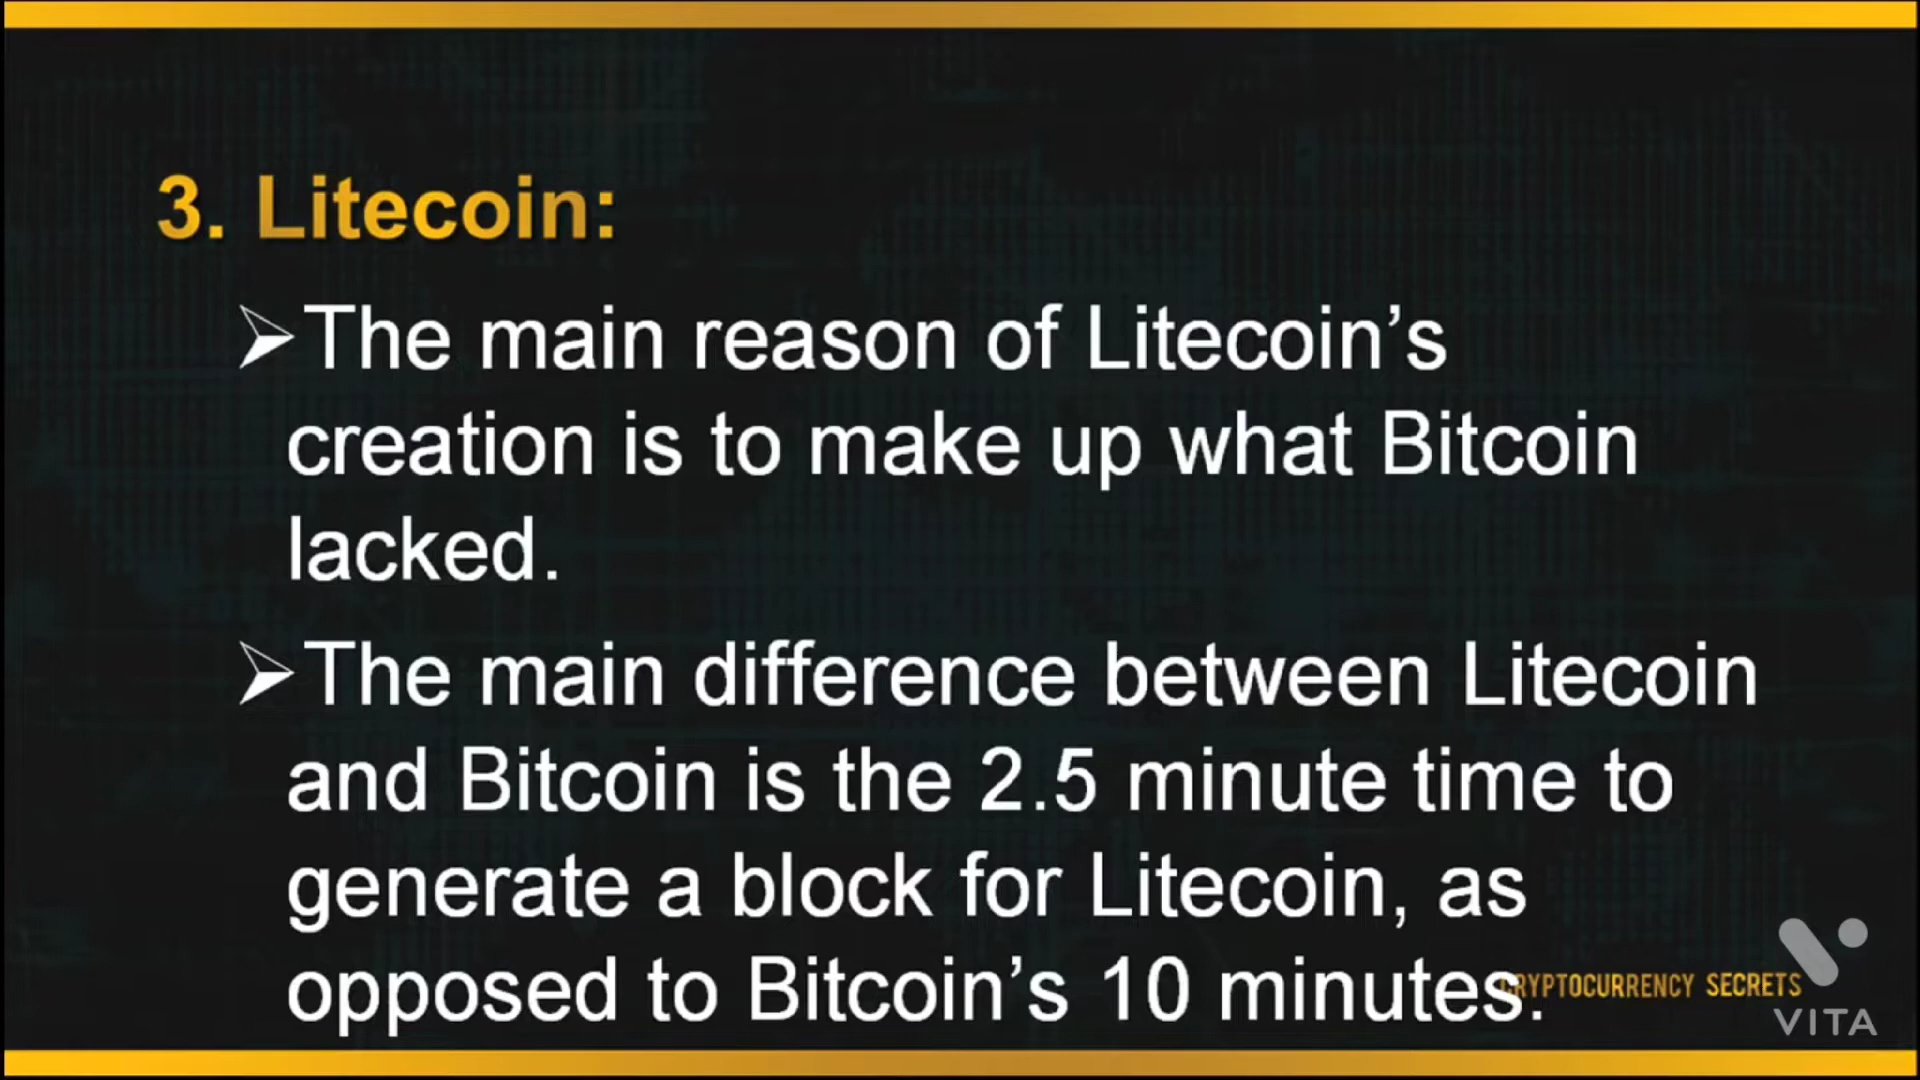 3. Litecoin:
➢The main reason of Litecoin’s
creation is to make up what Bitcoin
lacked.
➢The main difference between Litecoin
and Bitcoin is the 2.5 minute time to
generate a block for Litecoin, as
opposed to Bitcoin’s 10 minutes.
CRYPTOCURRENCY SECRETS
VITA